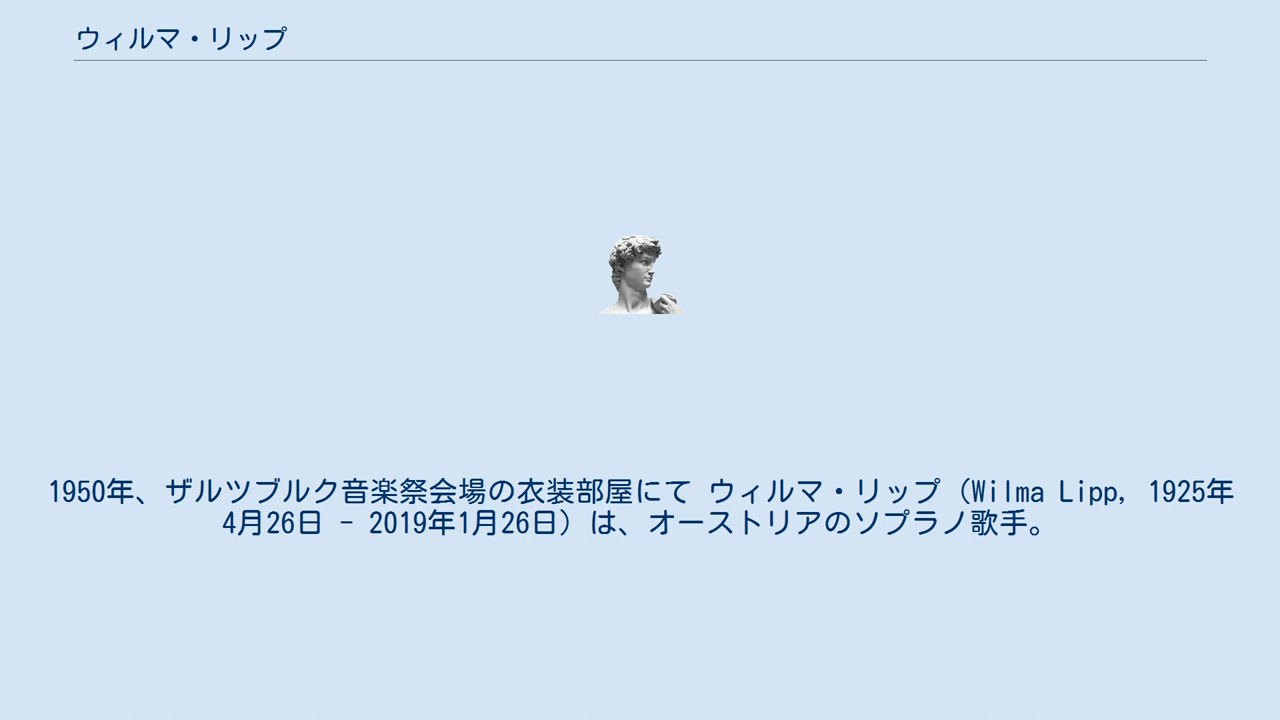 ウィルマ・リップ
1950年、ザルツブルク音楽祭会場の衣装部屋にて ウィルマ・リップ（Wilma Lipp, 1925年
4月26日 - 2019年1月26日）は、オーストリアのソプラノ歌手。